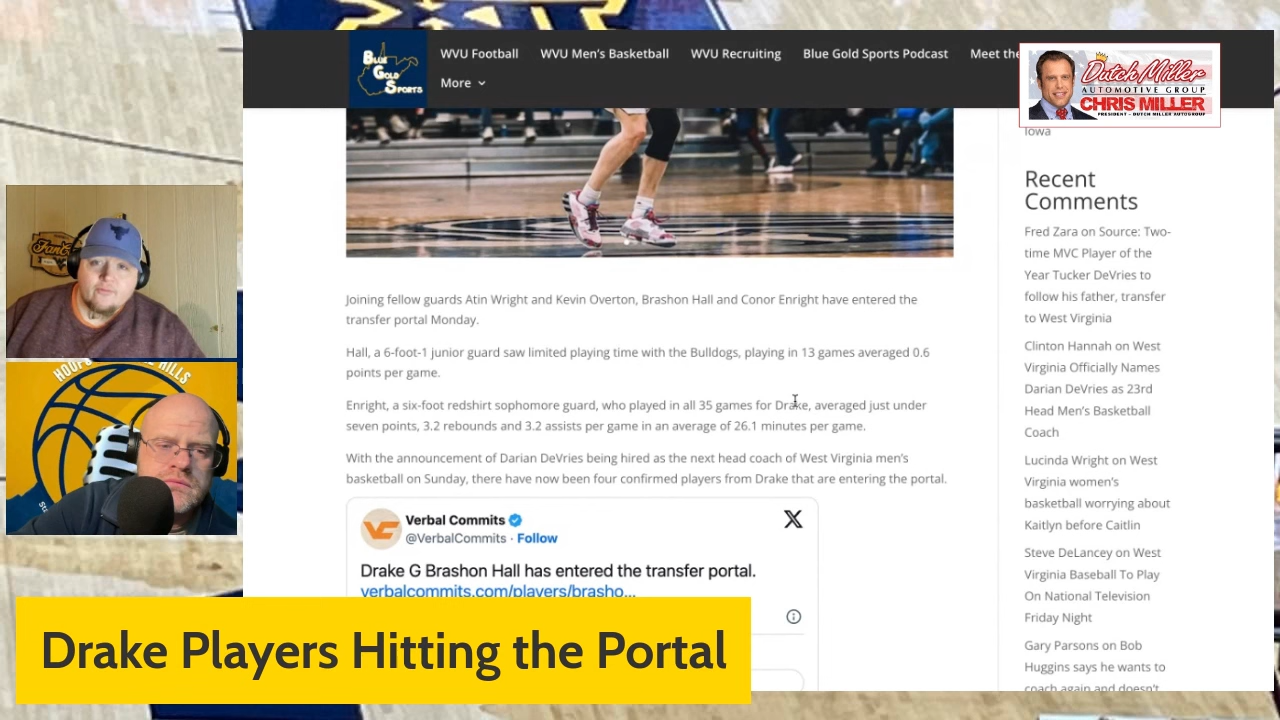 WVU Football WVU Men's Basketball WVU Recruiting Blue Gold Sports Podcast Meet the
More
Blue
Gold
Sports
Dutch Miller
AUTOMOTIVE GROUP
CHRIS MILLER
PRESIDENT - DUTCH MILLER AUTOGROUP
Iowa
Recent
Comments
Fred Zara on Source: Two-
time MVC Player of the
Year Tucker DeVries to
follow his father, transfer
to West Virginia
Clinton Hannah on West
Virginia Officially Names
Darian DeVries as 23rd
Head Men's Basketball
Coach
Lucinda Wright on West
Virginia women's
basketball worrying about
Kaitlyn before Caitlin
Steve DeLancey on West
Virginia Baseball To Play
On National Television
Friday Night
Gary Parsons on Bob
Huggins says he wants to
coach again and doesn't
Joining fellow guards Atin Wright and Kevin Overton, Brashon Hall and Conor Enright have entered the
transfer portal Monday.
Hall, a 6-foot-1 junior guard saw limited playing time with the Bulldogs, playing in 13 games averaged 0.6
points per game.
Enright, a six-foot redshirt sophomore guard, who played in all 35 games for Drake, averaged just under
seven points, 3.2 rebounds and 3.2 assists per game in an average of 26.1 minutes per game.
With the announcement of Darian DeVries being hired as the next head coach of West Virginia men's
basketball on Sunday, there have now been four confirmed players from Drake that are entering the portal.
Verbal Commits
@VerbalCommits · Follow
Drake G Brashon Hall has entered the transfer portal.
verbalcommits.com/players/brasho...
Drake Players Hitting the Portal